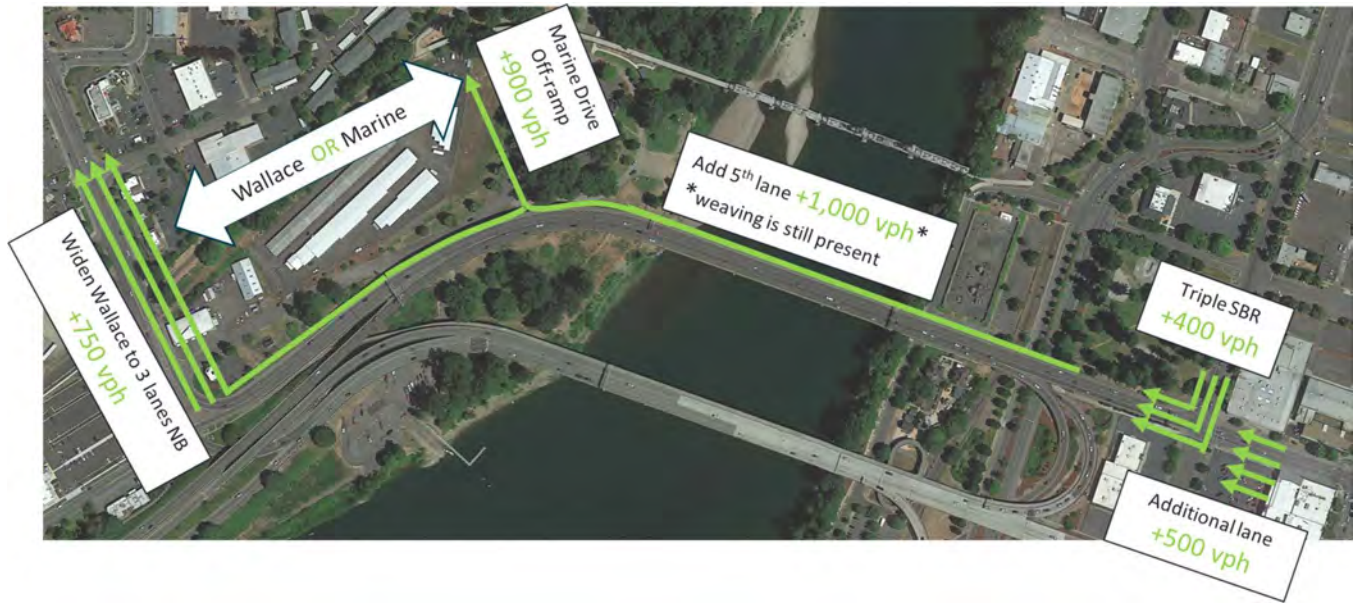 Widen Wallace to 3 lanes NB
+750 vph
Wallace OR Marine
Marine Drive
Off-ramp
+900 vph
Add 5th lane +1,000 vph*
*weaving is still present
Triple SBR
+400 vph
Additional lane
+500 vph